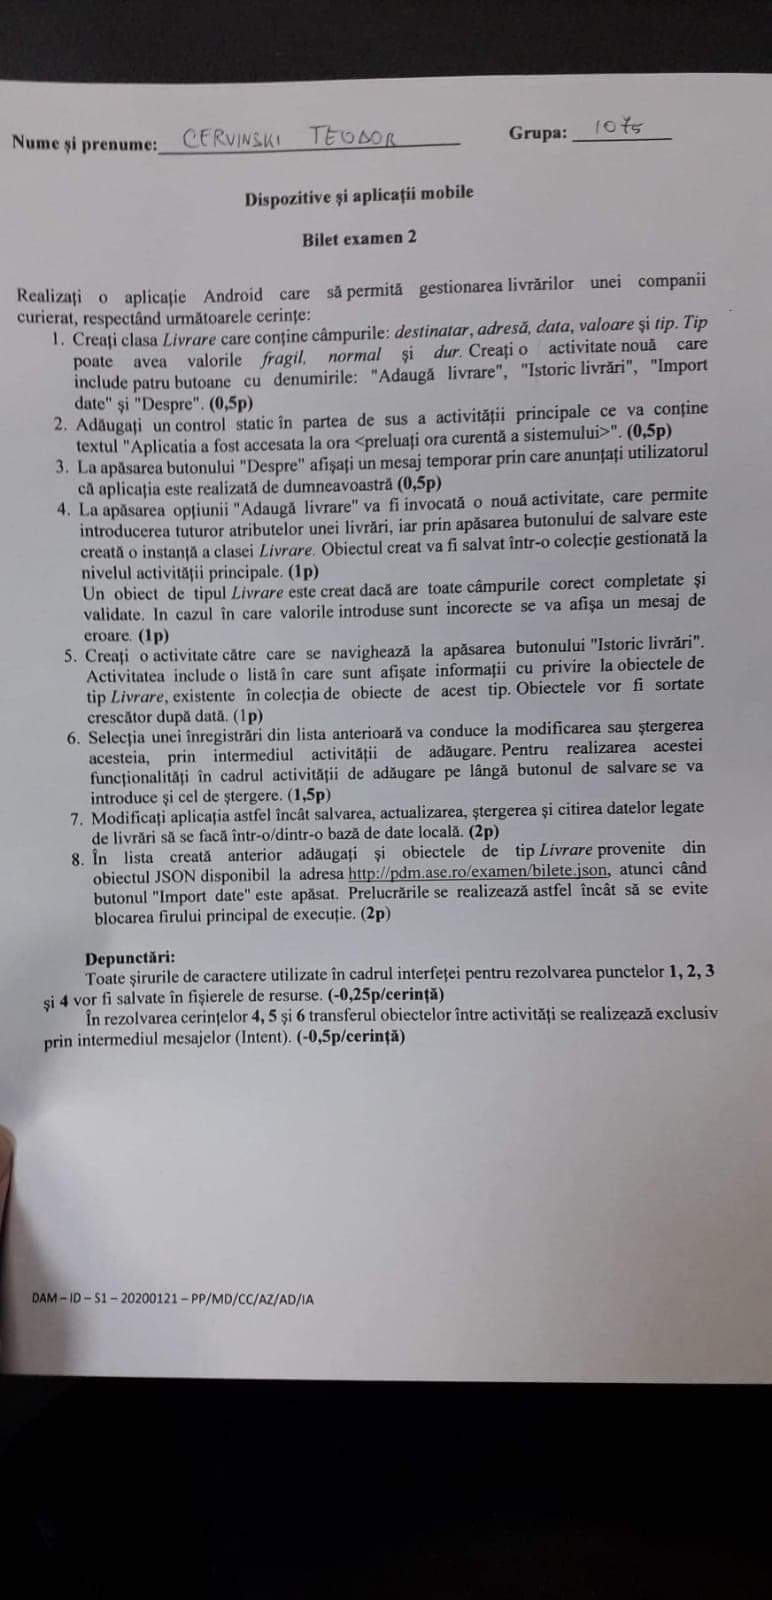 Nume și prenume: CERVINSKI TEODOR Grupa: 1075
Dispozitive și aplicații mobile
Bilet examen 2
Realizați o aplicație Android care să permită gestionarea livrărilor unei companii
curierat, respectând următoarele cerințe:
1. Creați clasa Livrare care conține câmpurile: destinatar, adresă, data, valoare și tip. Tip
poate avea valorile fragil, normal și dur. Creați o activitate nouă care
include patru butoane cu denumirile: "Adaugă livrare", "Istoric livrări", "Import
date" și "Despre". (0,5p)
2. Adăugați un control static în partea de sus a activității principale ce va conține
textul "Aplicatia a fost accesata la ora <preluați ora curentă a sistemului>". (0,5p)
3. La apăsarea butonului "Despre" afișați un mesaj temporar prin care anunțați utilizatorul
că aplicația este realizată de dumneavoastră (0,5p)
4. La apăsarea opțiunii "Adaugă livrare" va fi invocată o nouă activitate, care permite
introducerea tuturor atributelor unei livrări, iar prin apăsarea butonului de salvare este
creată o instanță a clasei Livrare. Obiectul creat va fi salvat într-o colecție gestionată la
nivelul activității principale. (1p)
Un obiect de tipul Livrare este creat dacă are toate câmpurile corect completate și
validate. In cazul în care valorile introduse sunt incorecte se va afișa un mesaj de
eroare. (1p)
5. Creați o activitate către care se navighează la apăsarea butonului "Istoric livrări".
Activitatea include o listă în care sunt afișate informații cu privire la obiectele de
tip Livrare, existente în colecția de obiecte de acest tip. Obiectele vor fi sortate
crescător după dată. (1p)
6. Selecția unei înregistrări din lista anterioară va conduce la modificarea sau ștergerea
acesteia, prin intermediul activității de adăugare. Pentru realizarea acestei
funcționalități în cadrul activității de adăugare pe lângă butonul de salvare se va
introduce și cel de ștergere. (1,5p)
7. Modificați aplicația astfel încât salvarea, actualizarea, ștergerea și citirea datelor legate
de livrări să se facă într-o/dintr-o bază de date locală. (2p)
8. În lista creată anterior adăugați și obiectele de tip Livrare provenite din
obiectul JSON disponibil la adresa http://pdm.ase.ro/examen/bilete.json, atunci când
butonul "Import date" este apăsat. Prelucrările se realizează astfel încât să se evite
blocarea firului principal de execuție. (2p)
Depunctări:
Toate șirurile de caractere utilizate în cadrul interfeței pentru rezolvarea punctelor 1, 2, 3
și 4 vor fi salvate în fișierele de resurse. (-0,25p/cerință)
În rezolvarea cerințelor 4, 5 și 6 transferul obiectelor între activități se realizează exclusiv
prin intermediul mesajelor (Intent). (-0,5p/cerință)
DAM – ID – S1 – 20200121 – PP/MD/CC/AZ/AD/IA